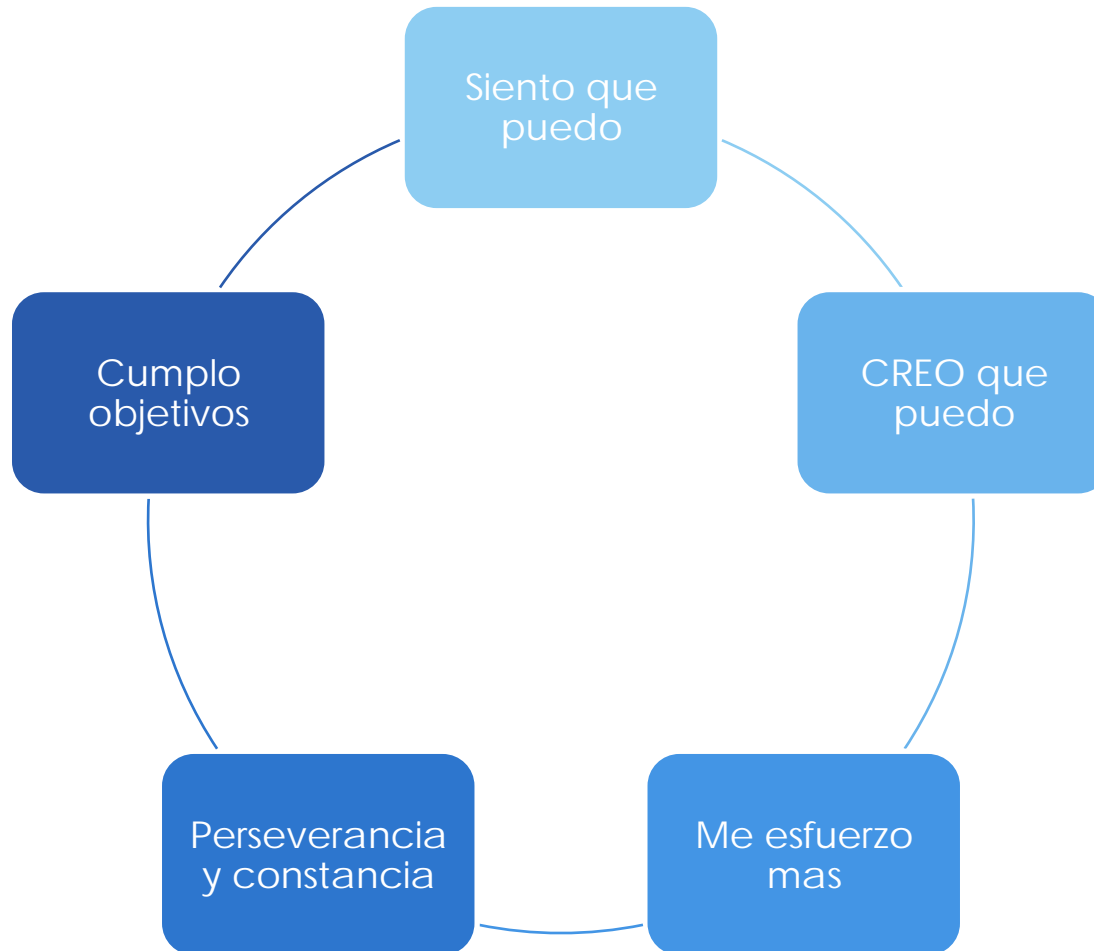 Siento que
puedo
CREO que
puedo
Me esfuerzo
mas
Perseverancia
y constancia
Cumplo
objetivos